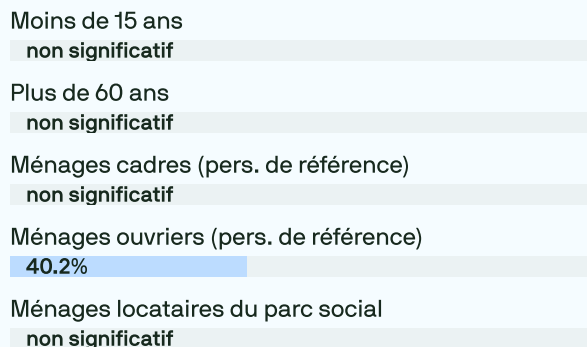 Moins de 15 ans
non significatif
Plus de 60 ans
non significatif
Ménages cadres (pers. de référence)
non significatif
Ménages ouvriers (pers. de référence)
40.2%
Ménages locataires du parc social
non significatif